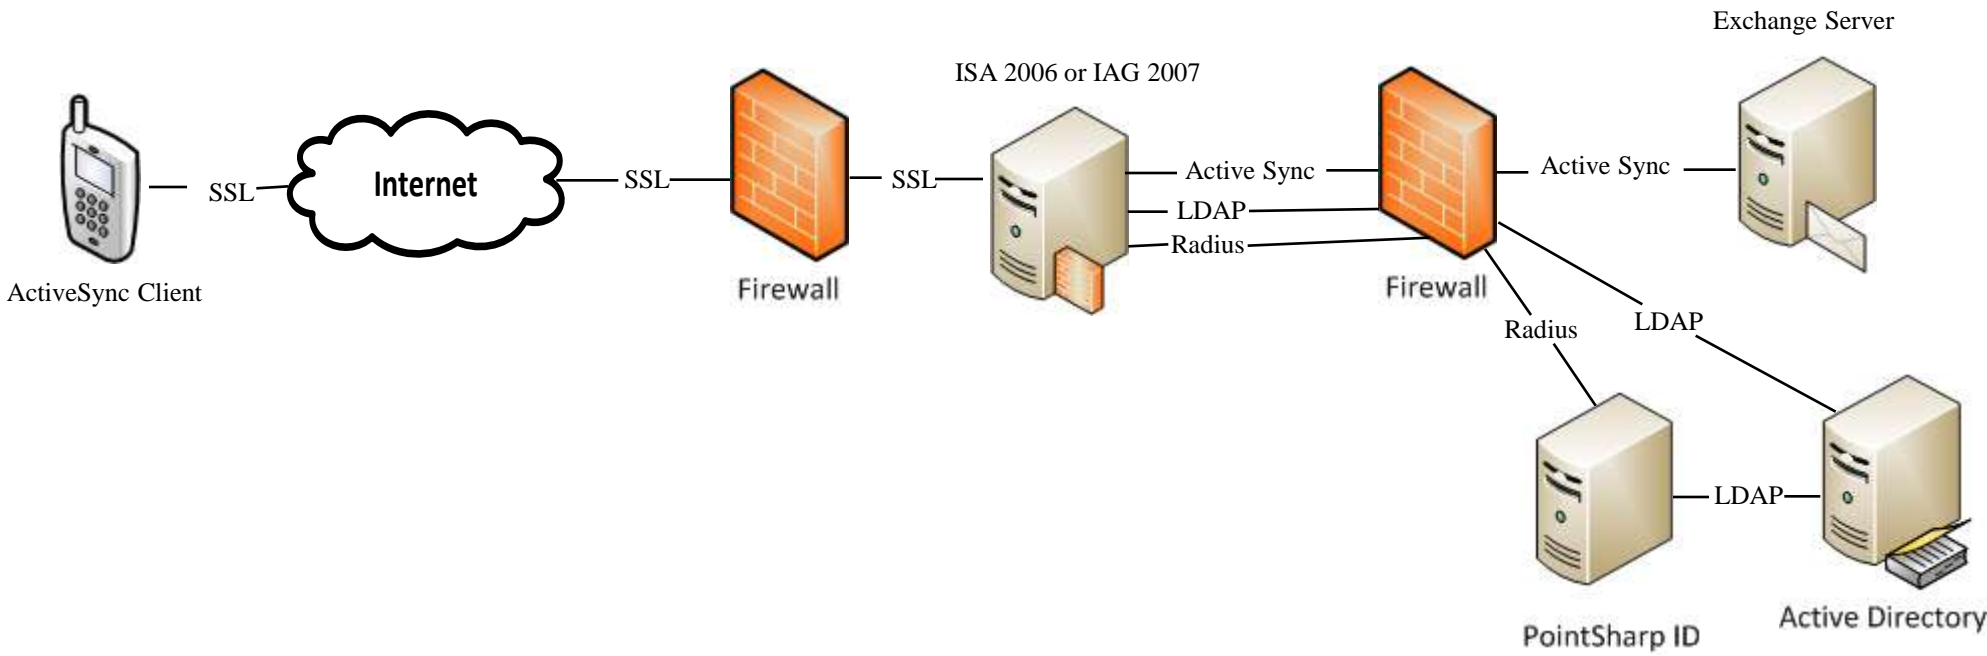 Exchange Server
ISA 2006 or IAG 2007
SSL
Internet
SSL
SSL
Active Sync
Active Sync
LDAP
Radius
ActiveSync Client
Firewall
Firewall
Radius
LDAP
LDAP
PointSharp ID
Active Directory